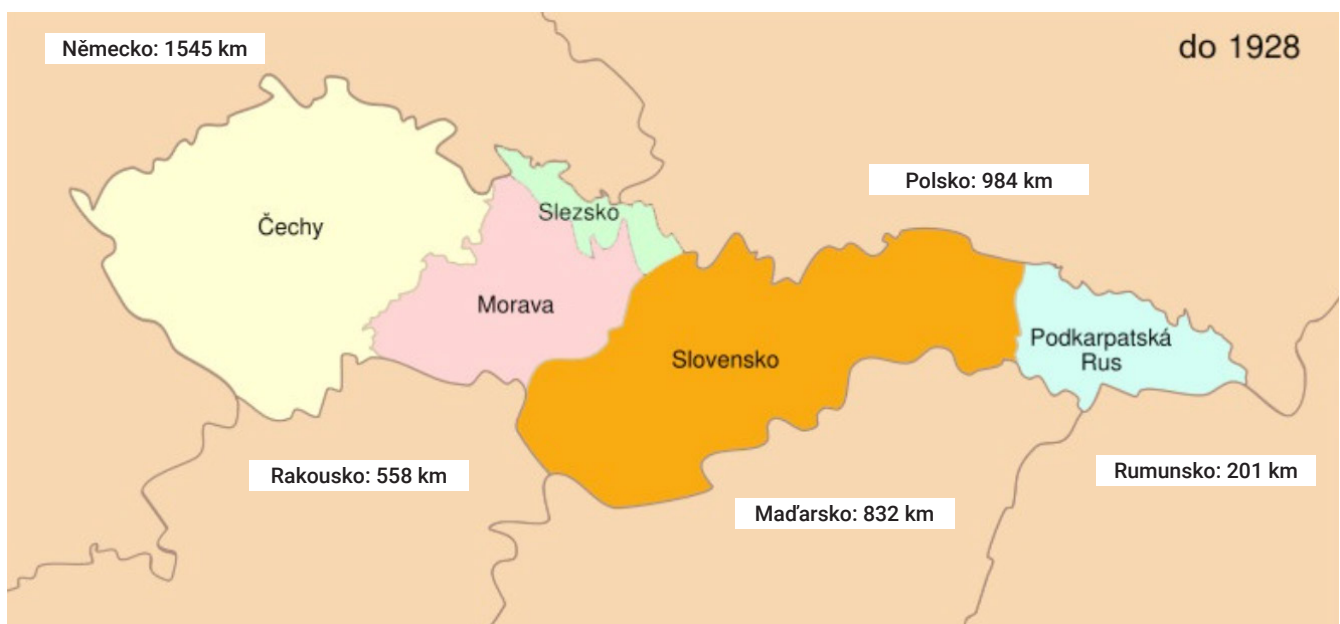 Německo: 1545 km
do 1928
Polsko: 984 km
Čechy
Slezsko
Morava
Slovensko
Podkarpatská
Rus
Rakousko: 558 km
Rumunsko: 201 km
Maďarsko: 832 km